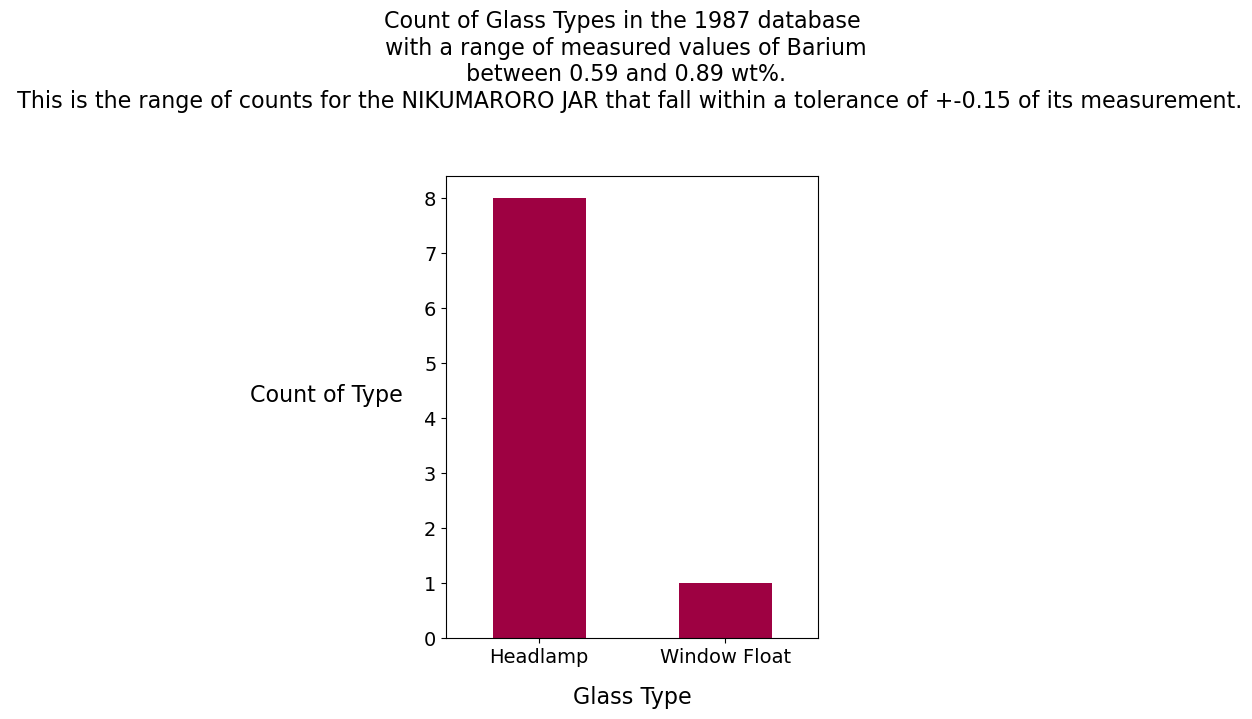 Count of Glass Types in the 1987 database
with a range of measured values of Barium
between 0.59 and 0.89 wt%.
This is the range of counts for the NIKUMARORO JAR that fall within a tolerance of +-0.15 of its measurement.
8
7
6
5
Count of Type
4
3
2
1
0
Headlamp Window Float
Glass Type